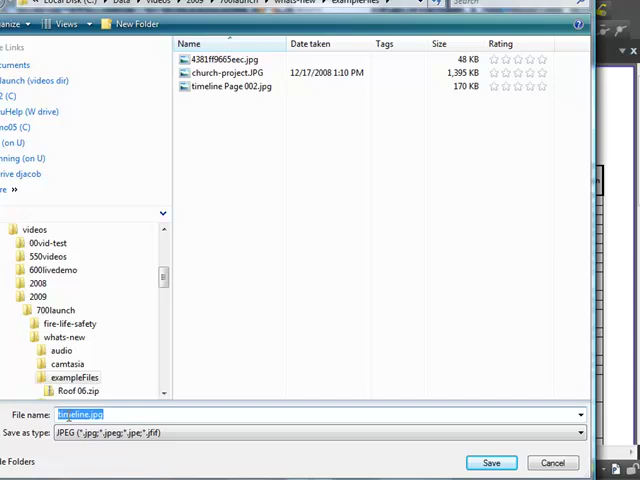 Local Disk (C:) ▸ Data ▸ videos ▸ 2009 ▸ 700launch ▸ whats-new ▸ exampleFiles ▸ Search
anize Views New Folder
Name Date taken Tags Size Rating
e Links
4381ff9665eec.jpg 48 KB
cuments
church-project.JPG 12/17/2008 1:10 PM 1,395 KB
launch (videos dir)
timeline Page 002.jpg 170 KB
2 (C)
uHelp (W drive)
mo05 (C:)
(on U)
nning (on U)
rive djacob
re »
videos
00vid-test
550videos
600livedemo
2008
2009
700launch
fire-life-safety
whats-new
audio
camtasia
exampleFiles
Roof 06.zip
File name: timeline.jpg
Save as type: JPEG (*.jpg;*.jpeg;*.jpe;*.jfif)
de Folders Save Cancel